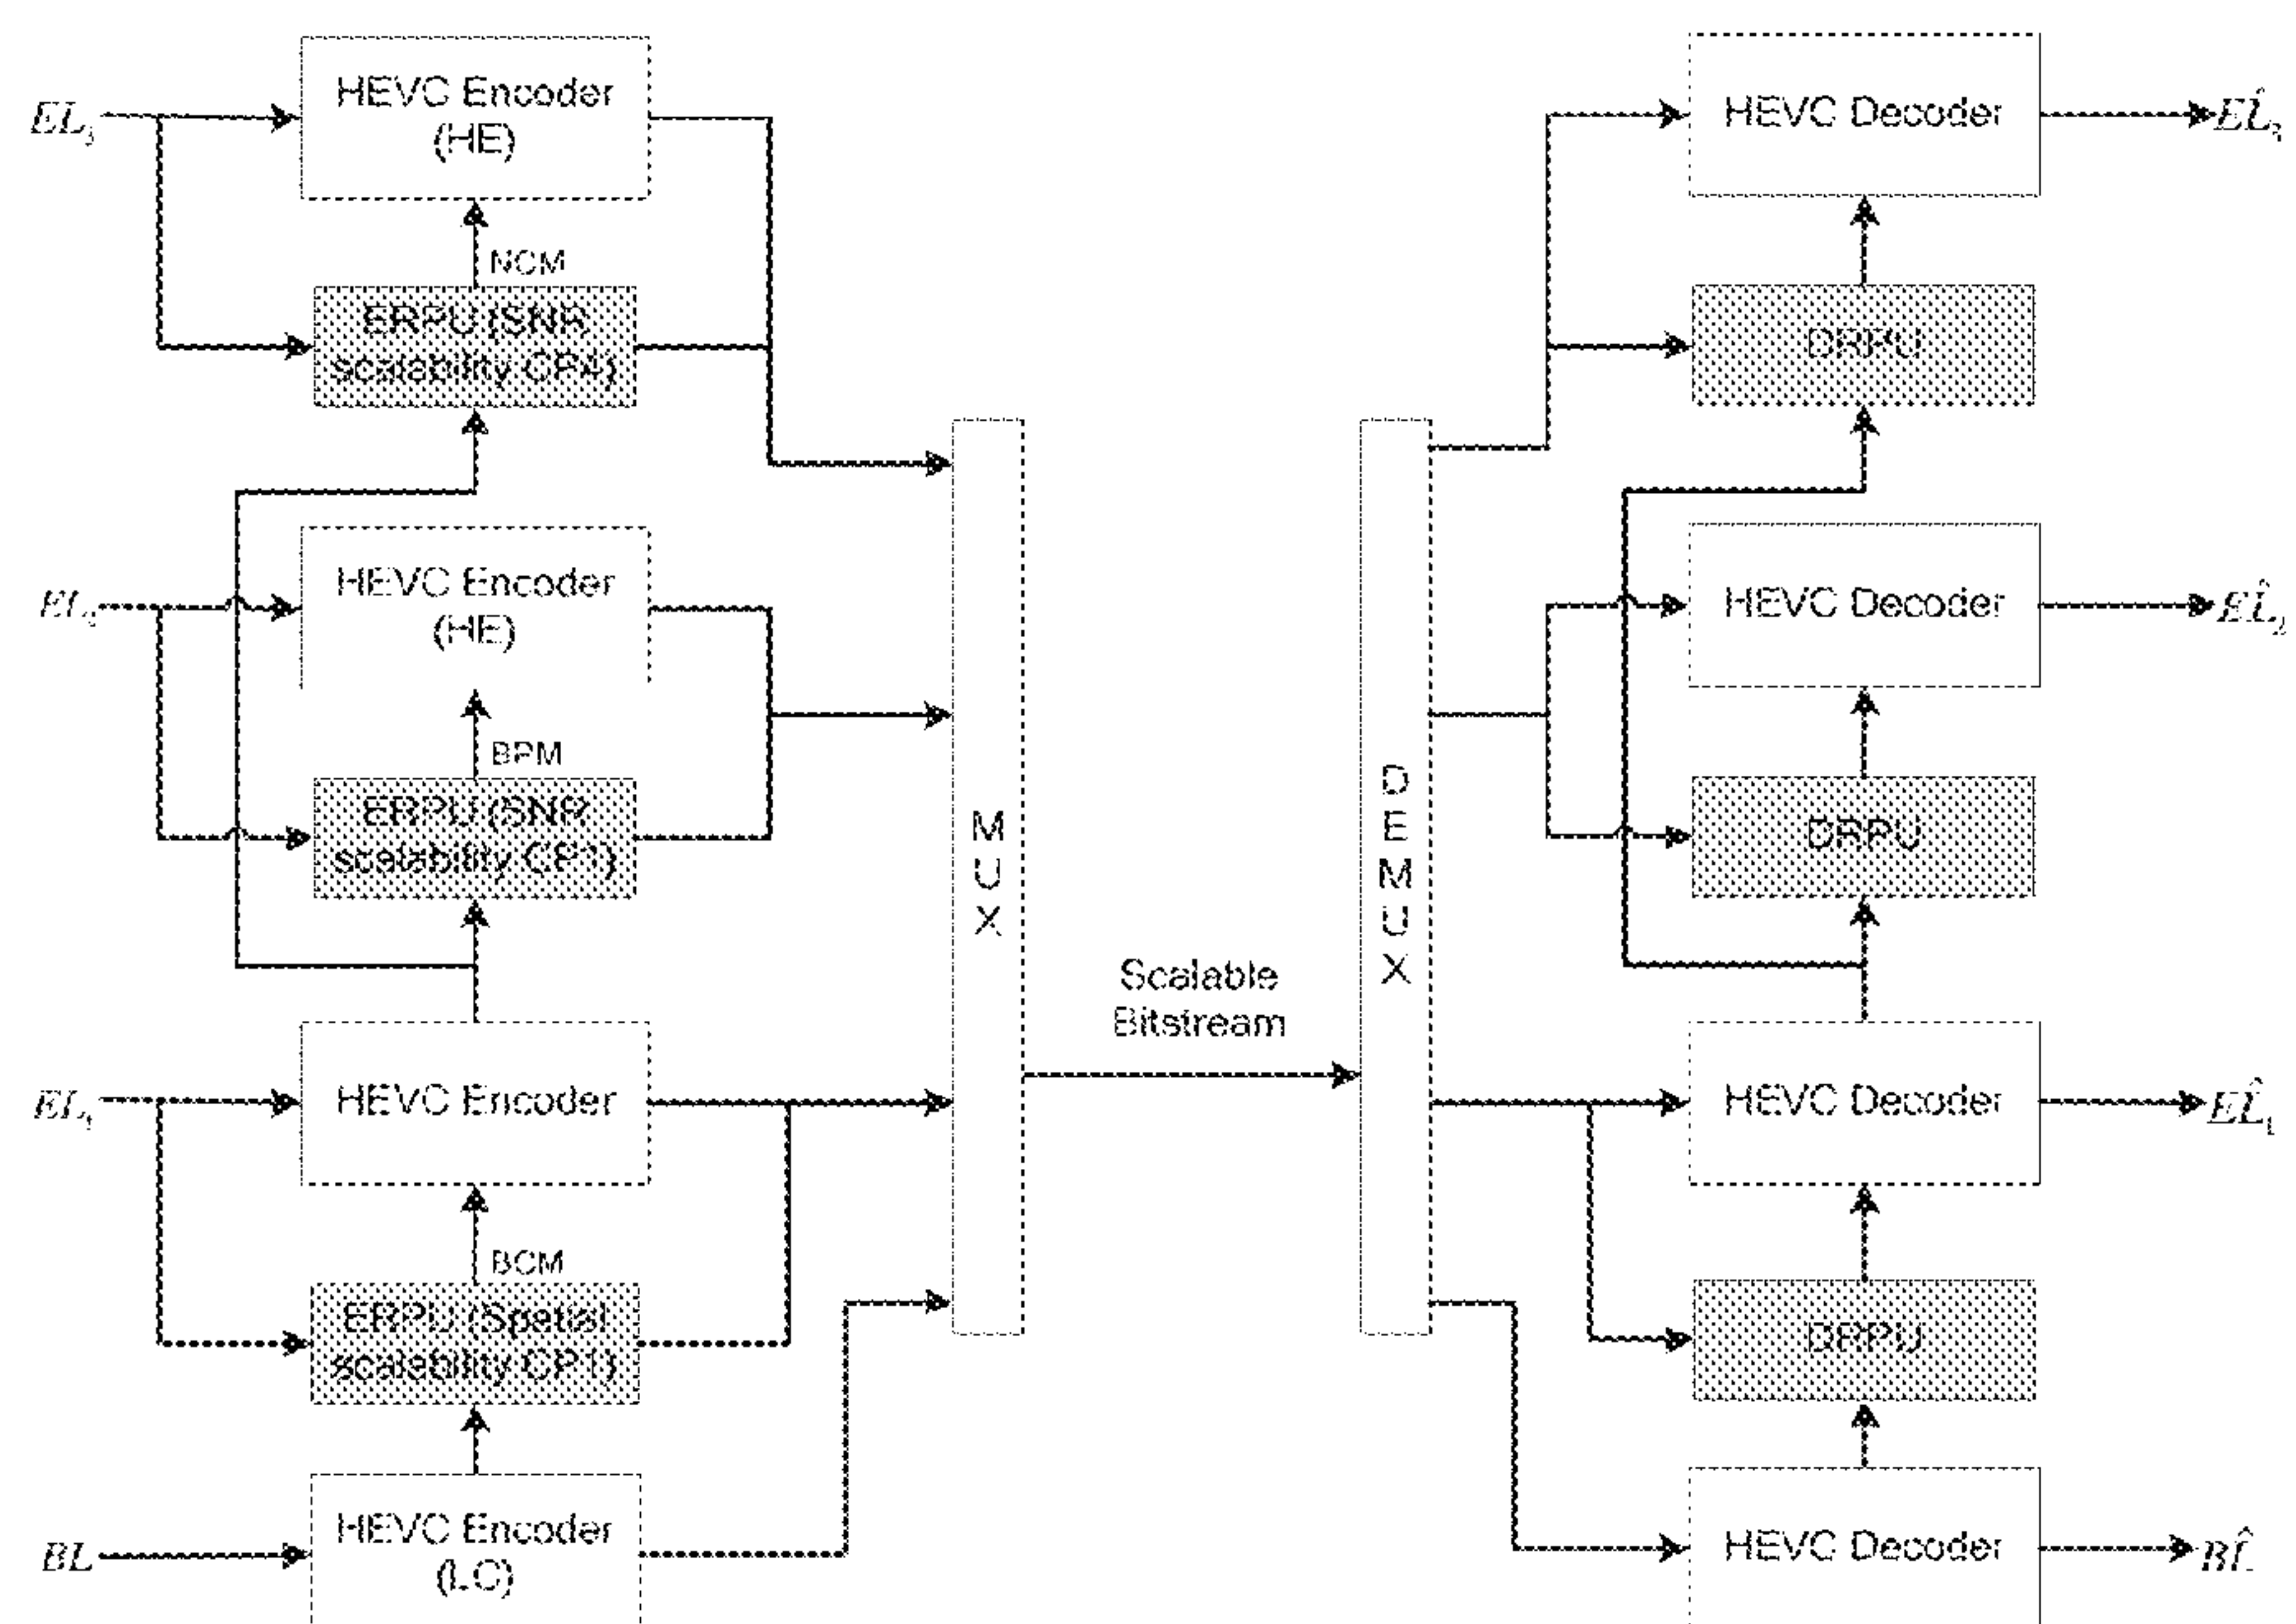 EL₃
HEVC Encoder
(HE)
NCM
ERPU (SNR
scalability CP4)
EL₂
HEVC Encoder
(HE)
BPM
ERPU (SNR
scalability
EL₁
HEVC Encoder
BCM
ERPU (Spatial
scalability CP1)
BL
HEVC Encoder
(LC)
MUX
Scalable
Bitstream
DEMUX
HEVC Decoder
EL̂₃
DRPU
HEVC Decoder
EL̂₂
DRPU
HEVC Decoder
EL̂₁
DRPU
HEVC Decoder
BL̂